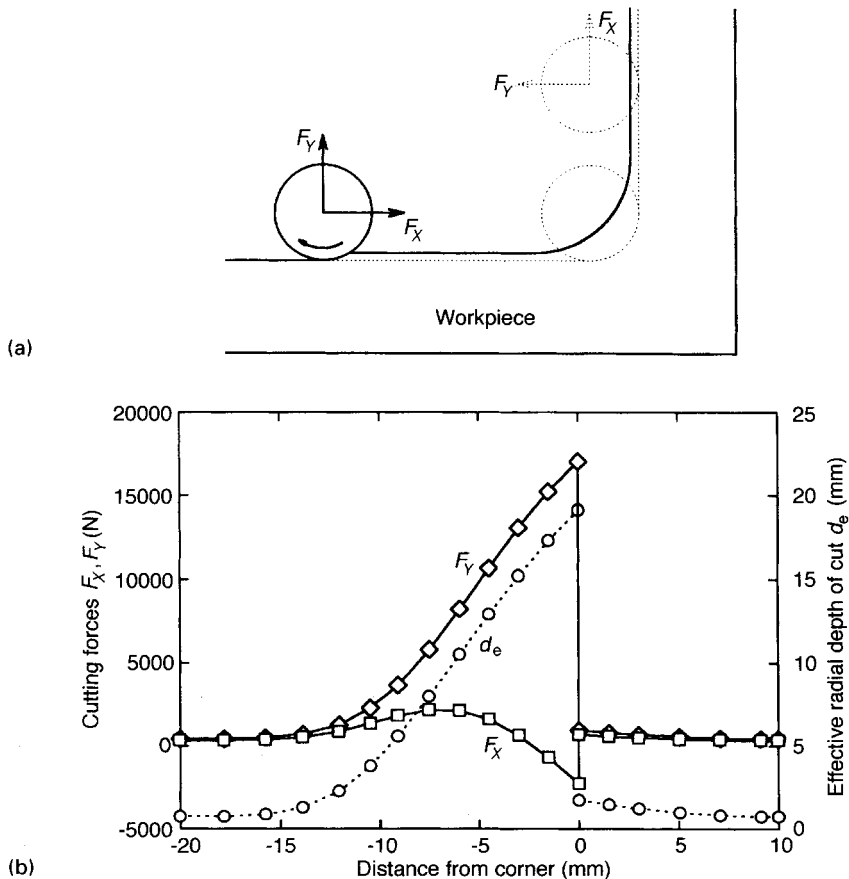 F_X
F_Y
F_Y
F_X
Workpiece
(a)
20000
15000
10000
5000
0
-5000
Cutting forces F_X, F_Y (N)
25
20
15
10
5
0
Effective radial depth of cut d_e (mm)
F_Y
d_e
F_X
-20
-15
-10
-5
0
5
10
Distance from corner (mm)
(b)